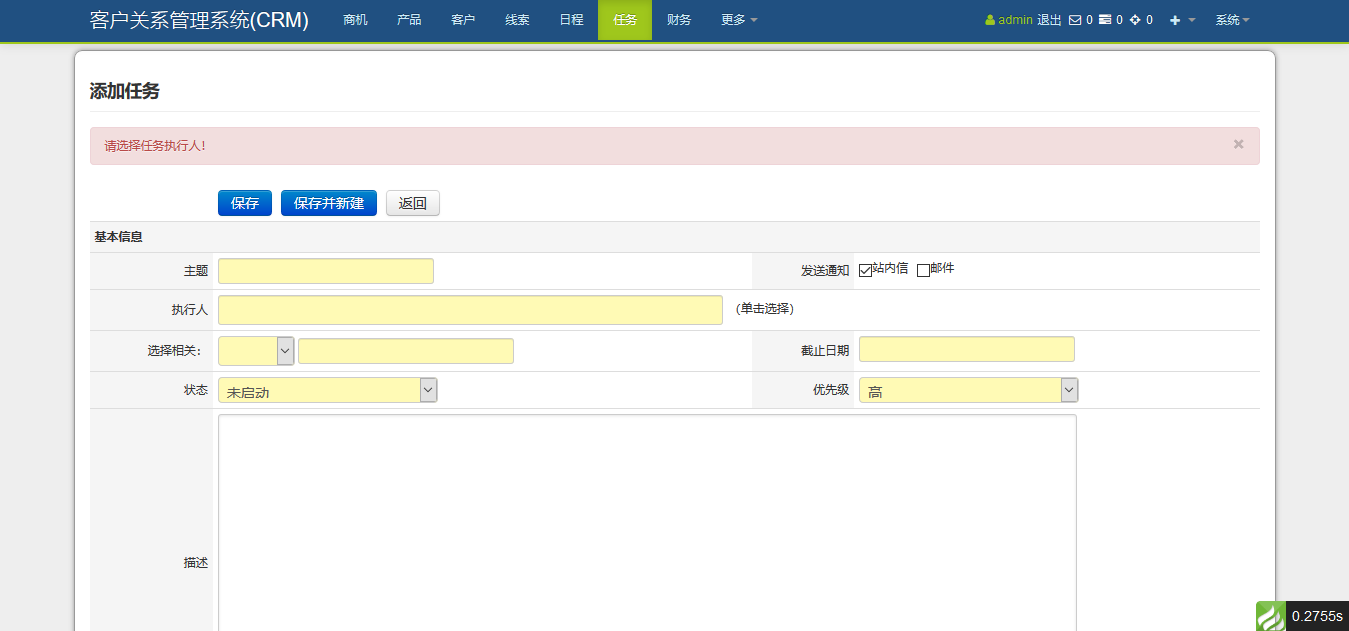 客户关系管理系统(CRM) 商机 产品 客户 线索 日程 任务 财务 更多 admin 退出 0 0 0 系统
添加任务
请选择任务执行人!
保存 保存并新建 返回
基本信息
主题 发送通知 站内信 邮件
执行人 (单击选择)
选择相关: 截止日期
状态 未启动 优先级 高
描述
0.2755s